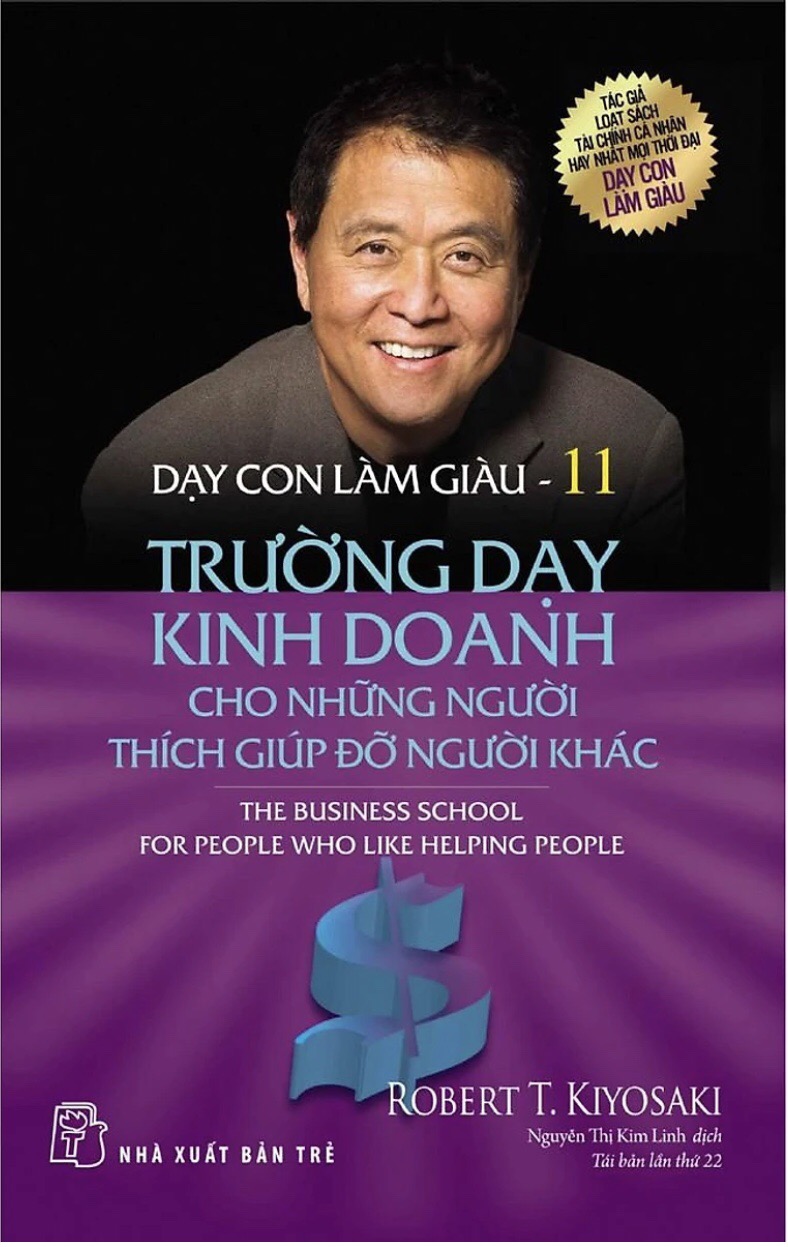 TÁC GIẢ
LOẠT SÁCH
TÀI CHÍNH CÁ NHÂN
HAY NHẤT MỌI THỜI ĐẠI
DẠY CON
LÀM GIÀU
DẠY CON LÀM GIÀU - 11
TRƯỜNG DẠY
KINH DOANH
CHO NHỮNG NGƯỜI
THÍCH GIÚP ĐỠ NGƯỜI KHÁC
THE BUSINESS SCHOOL
FOR PEOPLE WHO LIKE HELPING PEOPLE
ROBERT T. KIYOSAKI
Nguyễn Thị Kim Linh dịch
Tái bản lần thứ 22
T
NHÀ XUẤT BẢN TRẺ